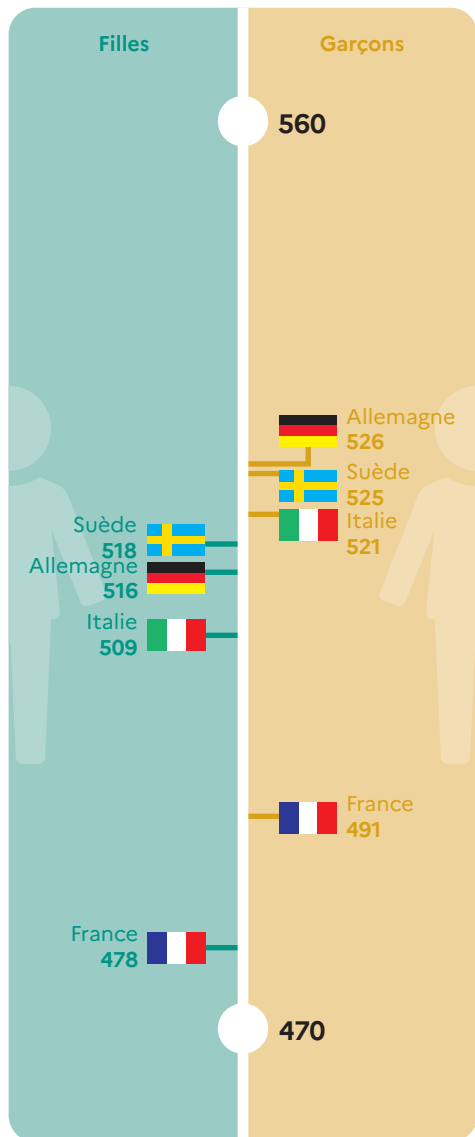 Filles
Garçons
560
Allemagne
526
Suède
525
Italie
521
Suède
518
Allemagne
516
Italie
509
France
491
France
478
470